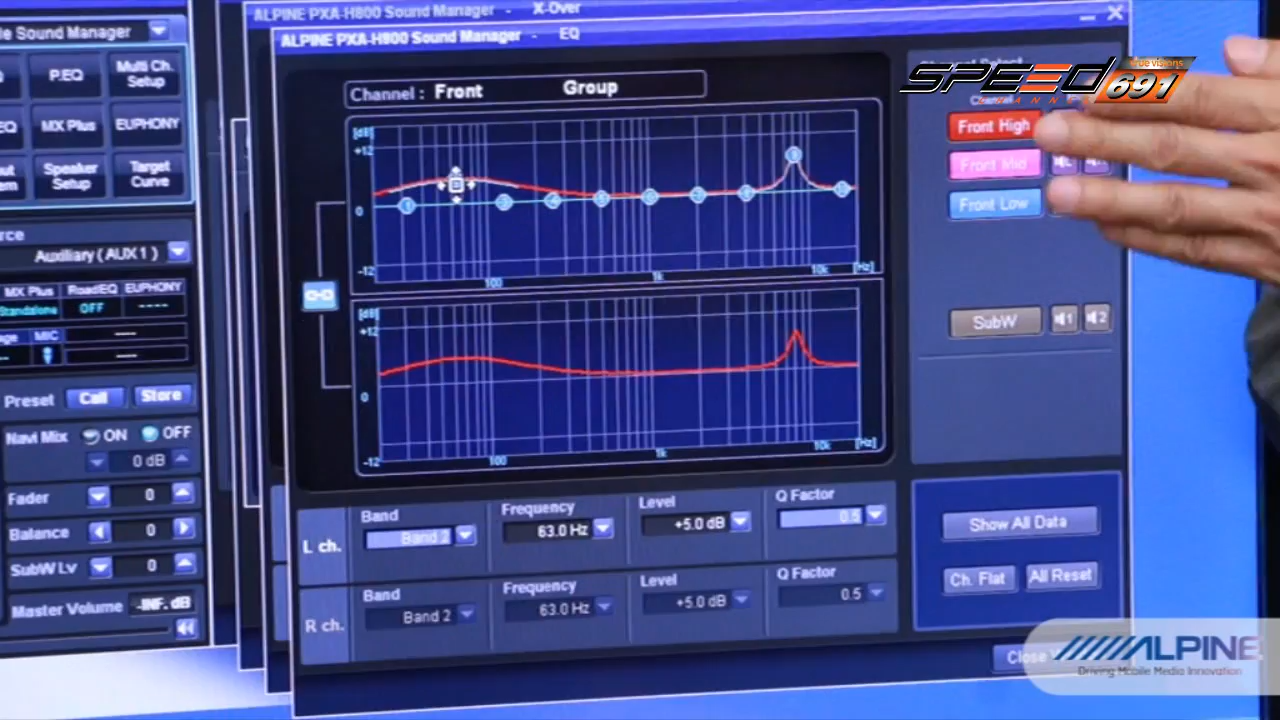 ALPINE PXA-H800 Sound Manager - X-Over
ALPINE PXA-H800 Sound Manager - EQ
Sound Manager
P.EQ
Multi Ch. Setup
MX Plus
EUPHONY
Speaker Setup
Target Curve
Auxiliary ( AUX 1 )
MX Plus RoadEQ EUPHONY
Standalone OFF ----
MIC ----
-- ----
Preset Call Store
Navi Mix ON OFF
0 dB
Fader 0
Balance 0
SubW Lv 0
Master Volume -INF. dB
Channel : Front Group
[dB]
+12
0
-12
100 1k 10k [Hz]
[dB]
+12
0
-12
100 1k 10k [Hz]
L ch.
Band Frequency Level Q Factor
Band 2 63.0 Hz +5.0 dB 0.5
R ch.
Band Frequency Level Q Factor
Band 2 63.0 Hz +5.0 dB 0.5
SPEED 691
true visions
CHANNEL
Front High
Front Mid
Front Low
SubW 1 2
Show All Data
Ch. Flat All Reset
Close
ALPINE
Driving Mobile Media Innovation